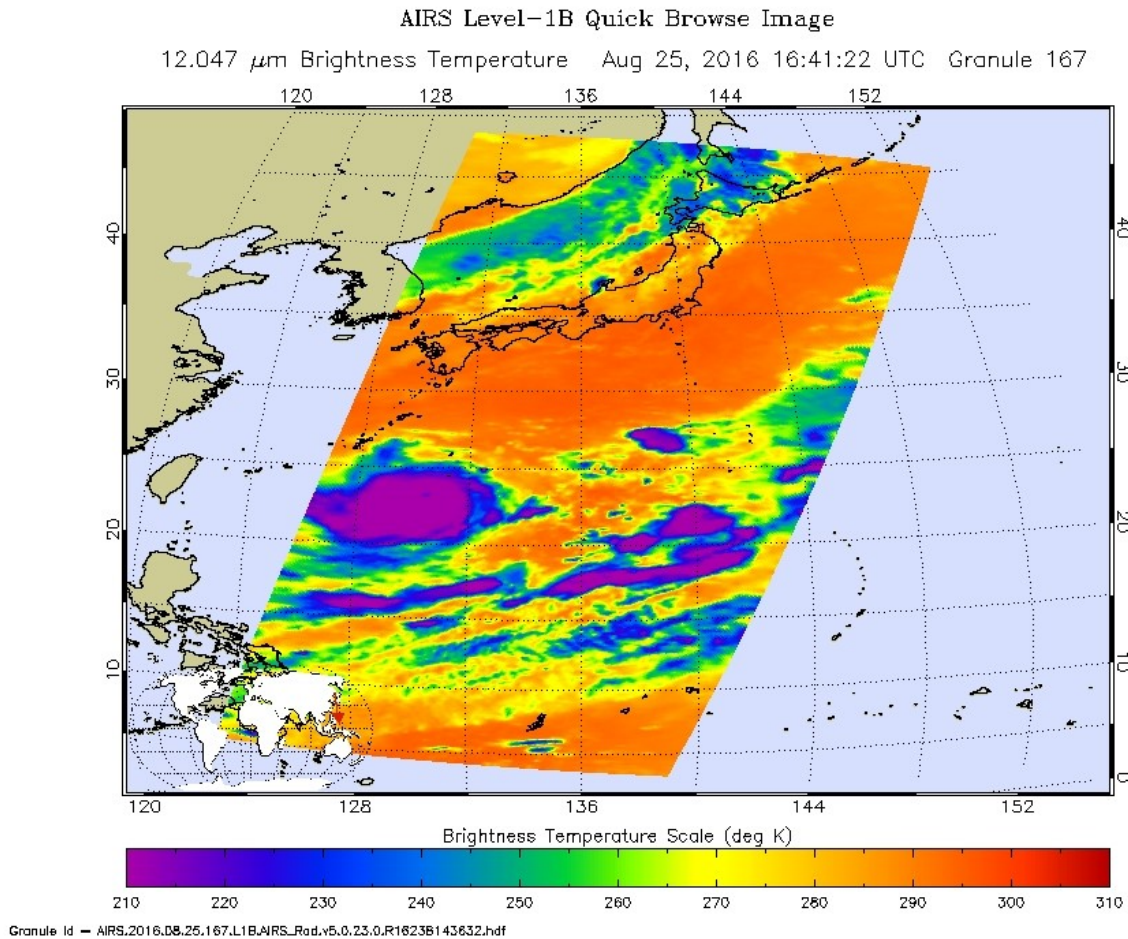 AIRS Level-1B Quick Browse Image
12.047 µm Brightness Temperature Aug 25, 2016 16:41:22 UTC Granule 167
120 128 136 144 152
40 40
30 30
20 20
10 10
0
120 128 136 144 152
Brightness Temperature Scale (deg K)
210 220 230 240 250 260 270 280 290 300 310
Granule Id - AIRS.2016.08.25.167.L1B.AIRS_Rad.v5.0.23.0.R16238143632.hdf